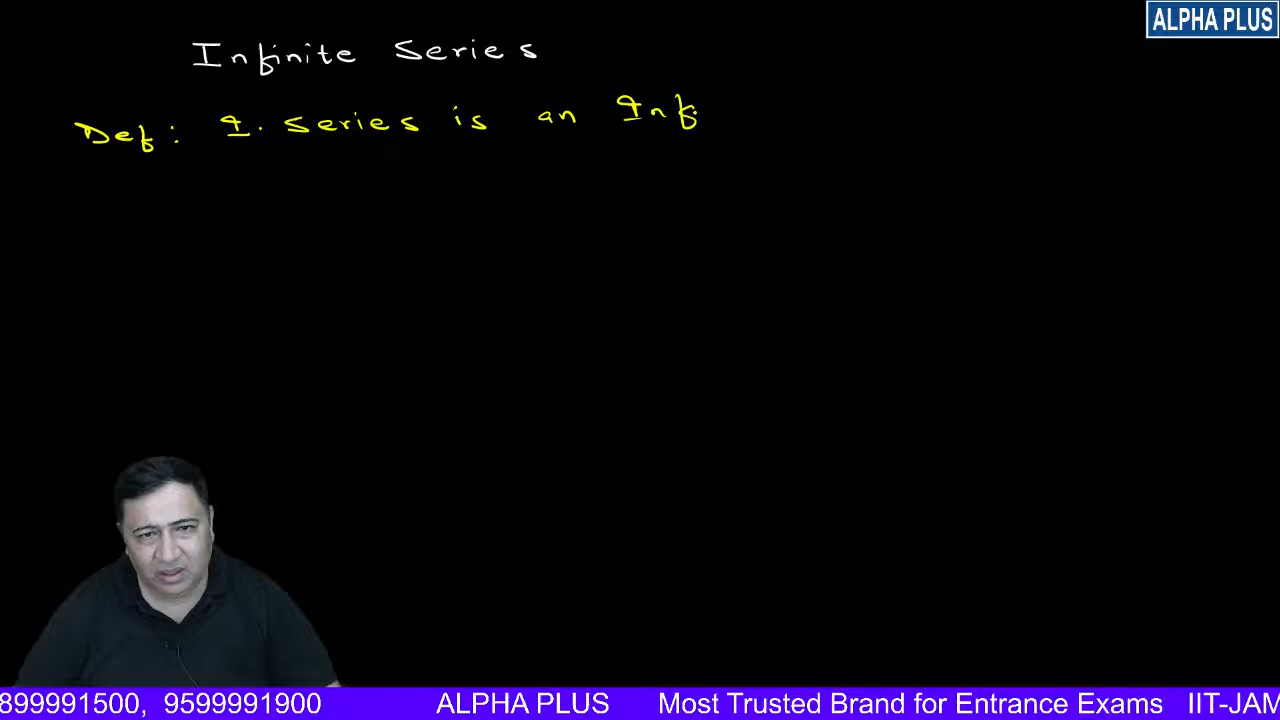 ALPHA PLUS
Infinite Series
Def: I. Series is an Inf.
899991500, 9599991900 ALPHA PLUS Most Trusted Brand for Entrance Exams IIT-JAM